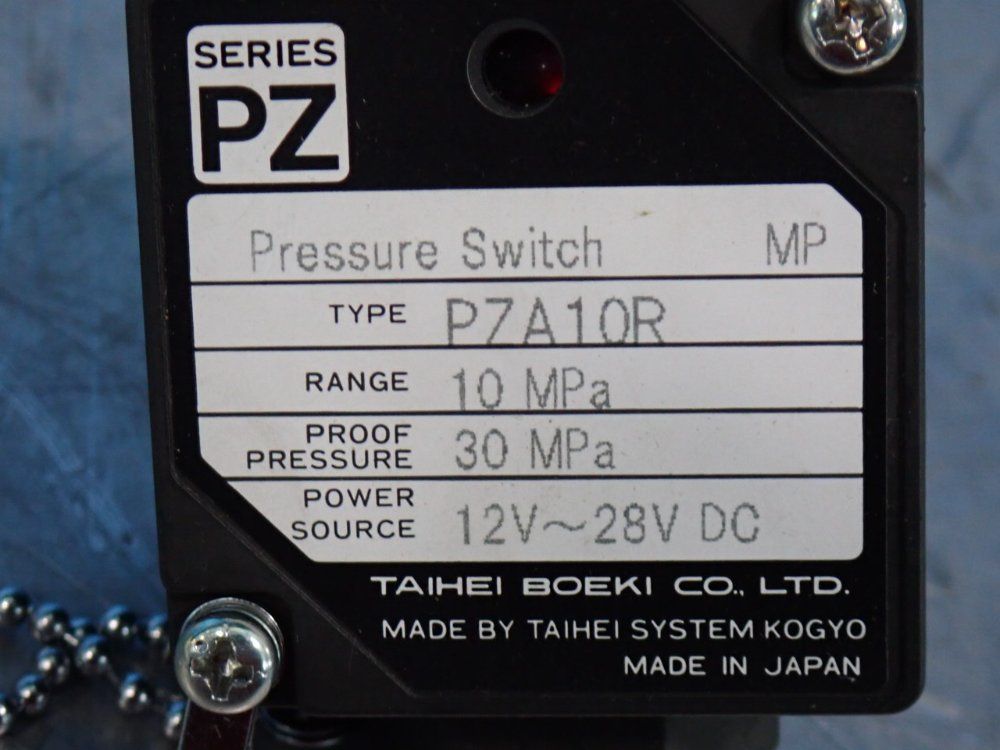 SERIES
PZ
Pressure Switch MP
TYPE PZA10R
RANGE 10 MPa
PROOF
PRESSURE 30 MPa
POWER
SOURCE 12V～28V DC
TAIHEI BOEKI CO., LTD.
MADE BY TAIHEI SYSTEM KOGYO
MADE IN JAPAN